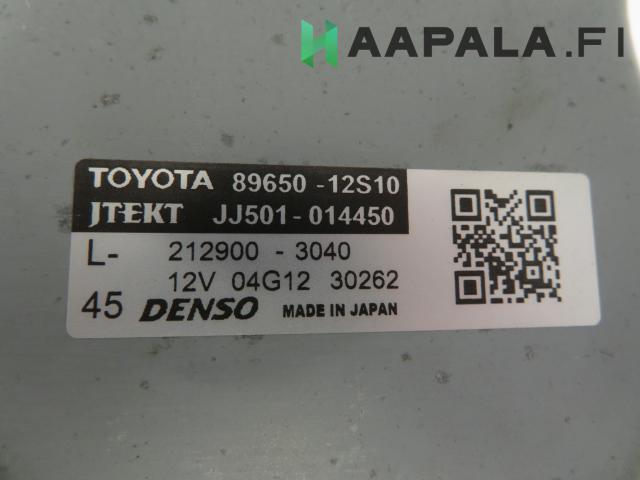 HAAPALA.FI
TOYOTA 89650 -12S10
JTEKT JJ501-014450
L- 212900 - 3040
12V 04G12 30262
45 DENSO MADE IN JAPAN